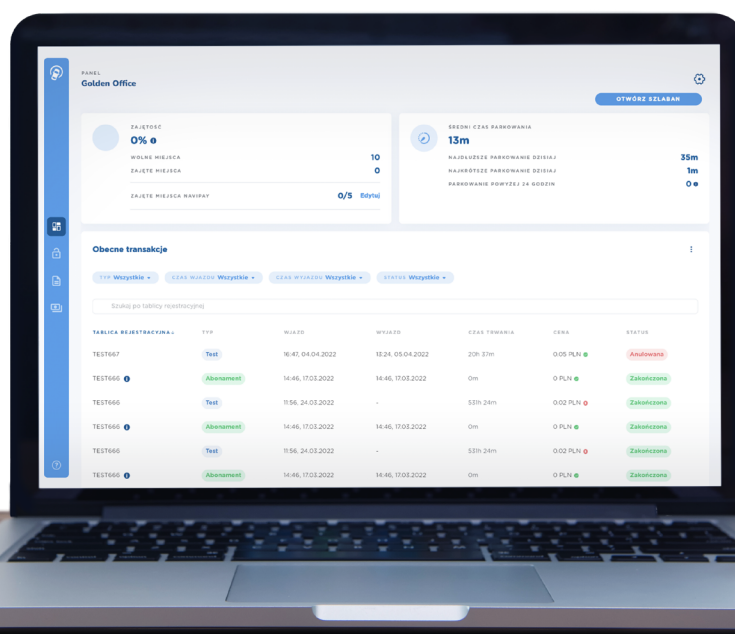 PANEL
Golden Office
OTWÓRZ SZLABAN
ZAJĘTOŚĆ
0%
WOLNE MIEJSCA 10
ZAJĘTE MIEJSCA 0
ZAJĘTE MIEJSCA NAVIPAY 0/5 Edytuj
ŚREDNI CZAS PARKOWANIA
13m
NAJDŁUŻSZE PARKOWANIE DZISIAJ 35m
NAJKRÓTSZE PARKOWANIE DZISIAJ 1m
PARKOWANIE POWYŻEJ 24 GODZIN 0
Obecne transakcje
TYP Wszystkie CZAS WJAZDU Wszystkie CZAS WYJAZDU Wszystkie STATUS Wszystkie
Szukaj po tablicy rejestracyjnej
TABLICA REJESTRACYJNA TYP WJAZD WYJAZD CZAS TRWANIA CENA STATUS
TEST667 Test 16:47, 04.04.2022 13:24, 05.04.2022 20h 37m 0.05 PLN Anulowano
TEST666 Abonament 14:46, 17.03.2022 14:46, 17.03.2022 0m 0 PLN Zakończono
TEST666 Test 11:56, 24.03.2022 - 531h 24m 0.02 PLN Zakończono
TEST666 Abonament 14:46, 17.03.2022 14:46, 17.03.2022 0m 0 PLN Zakończono
TEST666 Test 11:56, 24.03.2022 - 531h 24m 0.02 PLN Zakończono
TEST666 Abonament 14:46, 17.03.2022 14:46, 17.03.2022 0m 0 PLN Zakończono